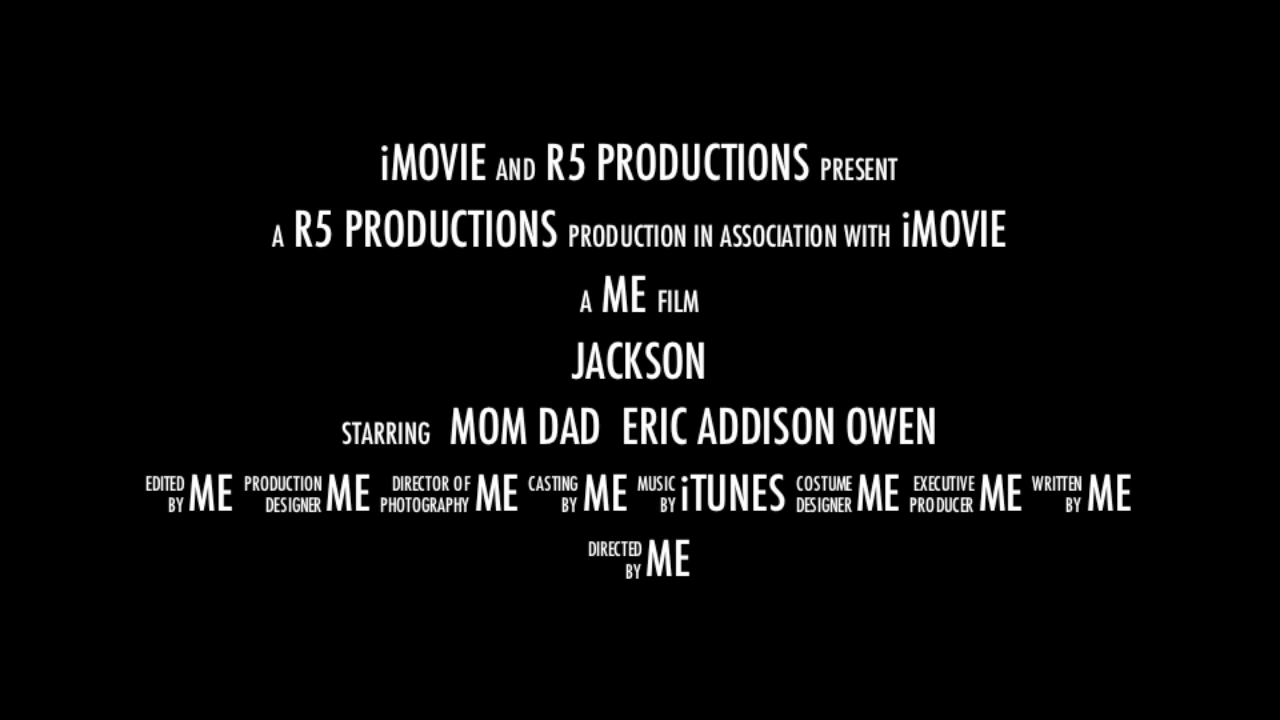 iMOVIE AND R5 PRODUCTIONS PRESENT
A R5 PRODUCTIONS PRODUCTION IN ASSOCIATION WITH iMOVIE
A ME FILM
JACKSON
STARRING MOM DAD ERIC ADDISON OWEN
EDITED BY ME PRODUCTION DESIGNER ME DIRECTOR OF PHOTOGRAPHY ME CASTING BY ME MUSIC BY iTUNES COSTUME DESIGNER ME EXECUTIVE PRODUCER ME WRITTEN BY ME
DIRECTED BY ME